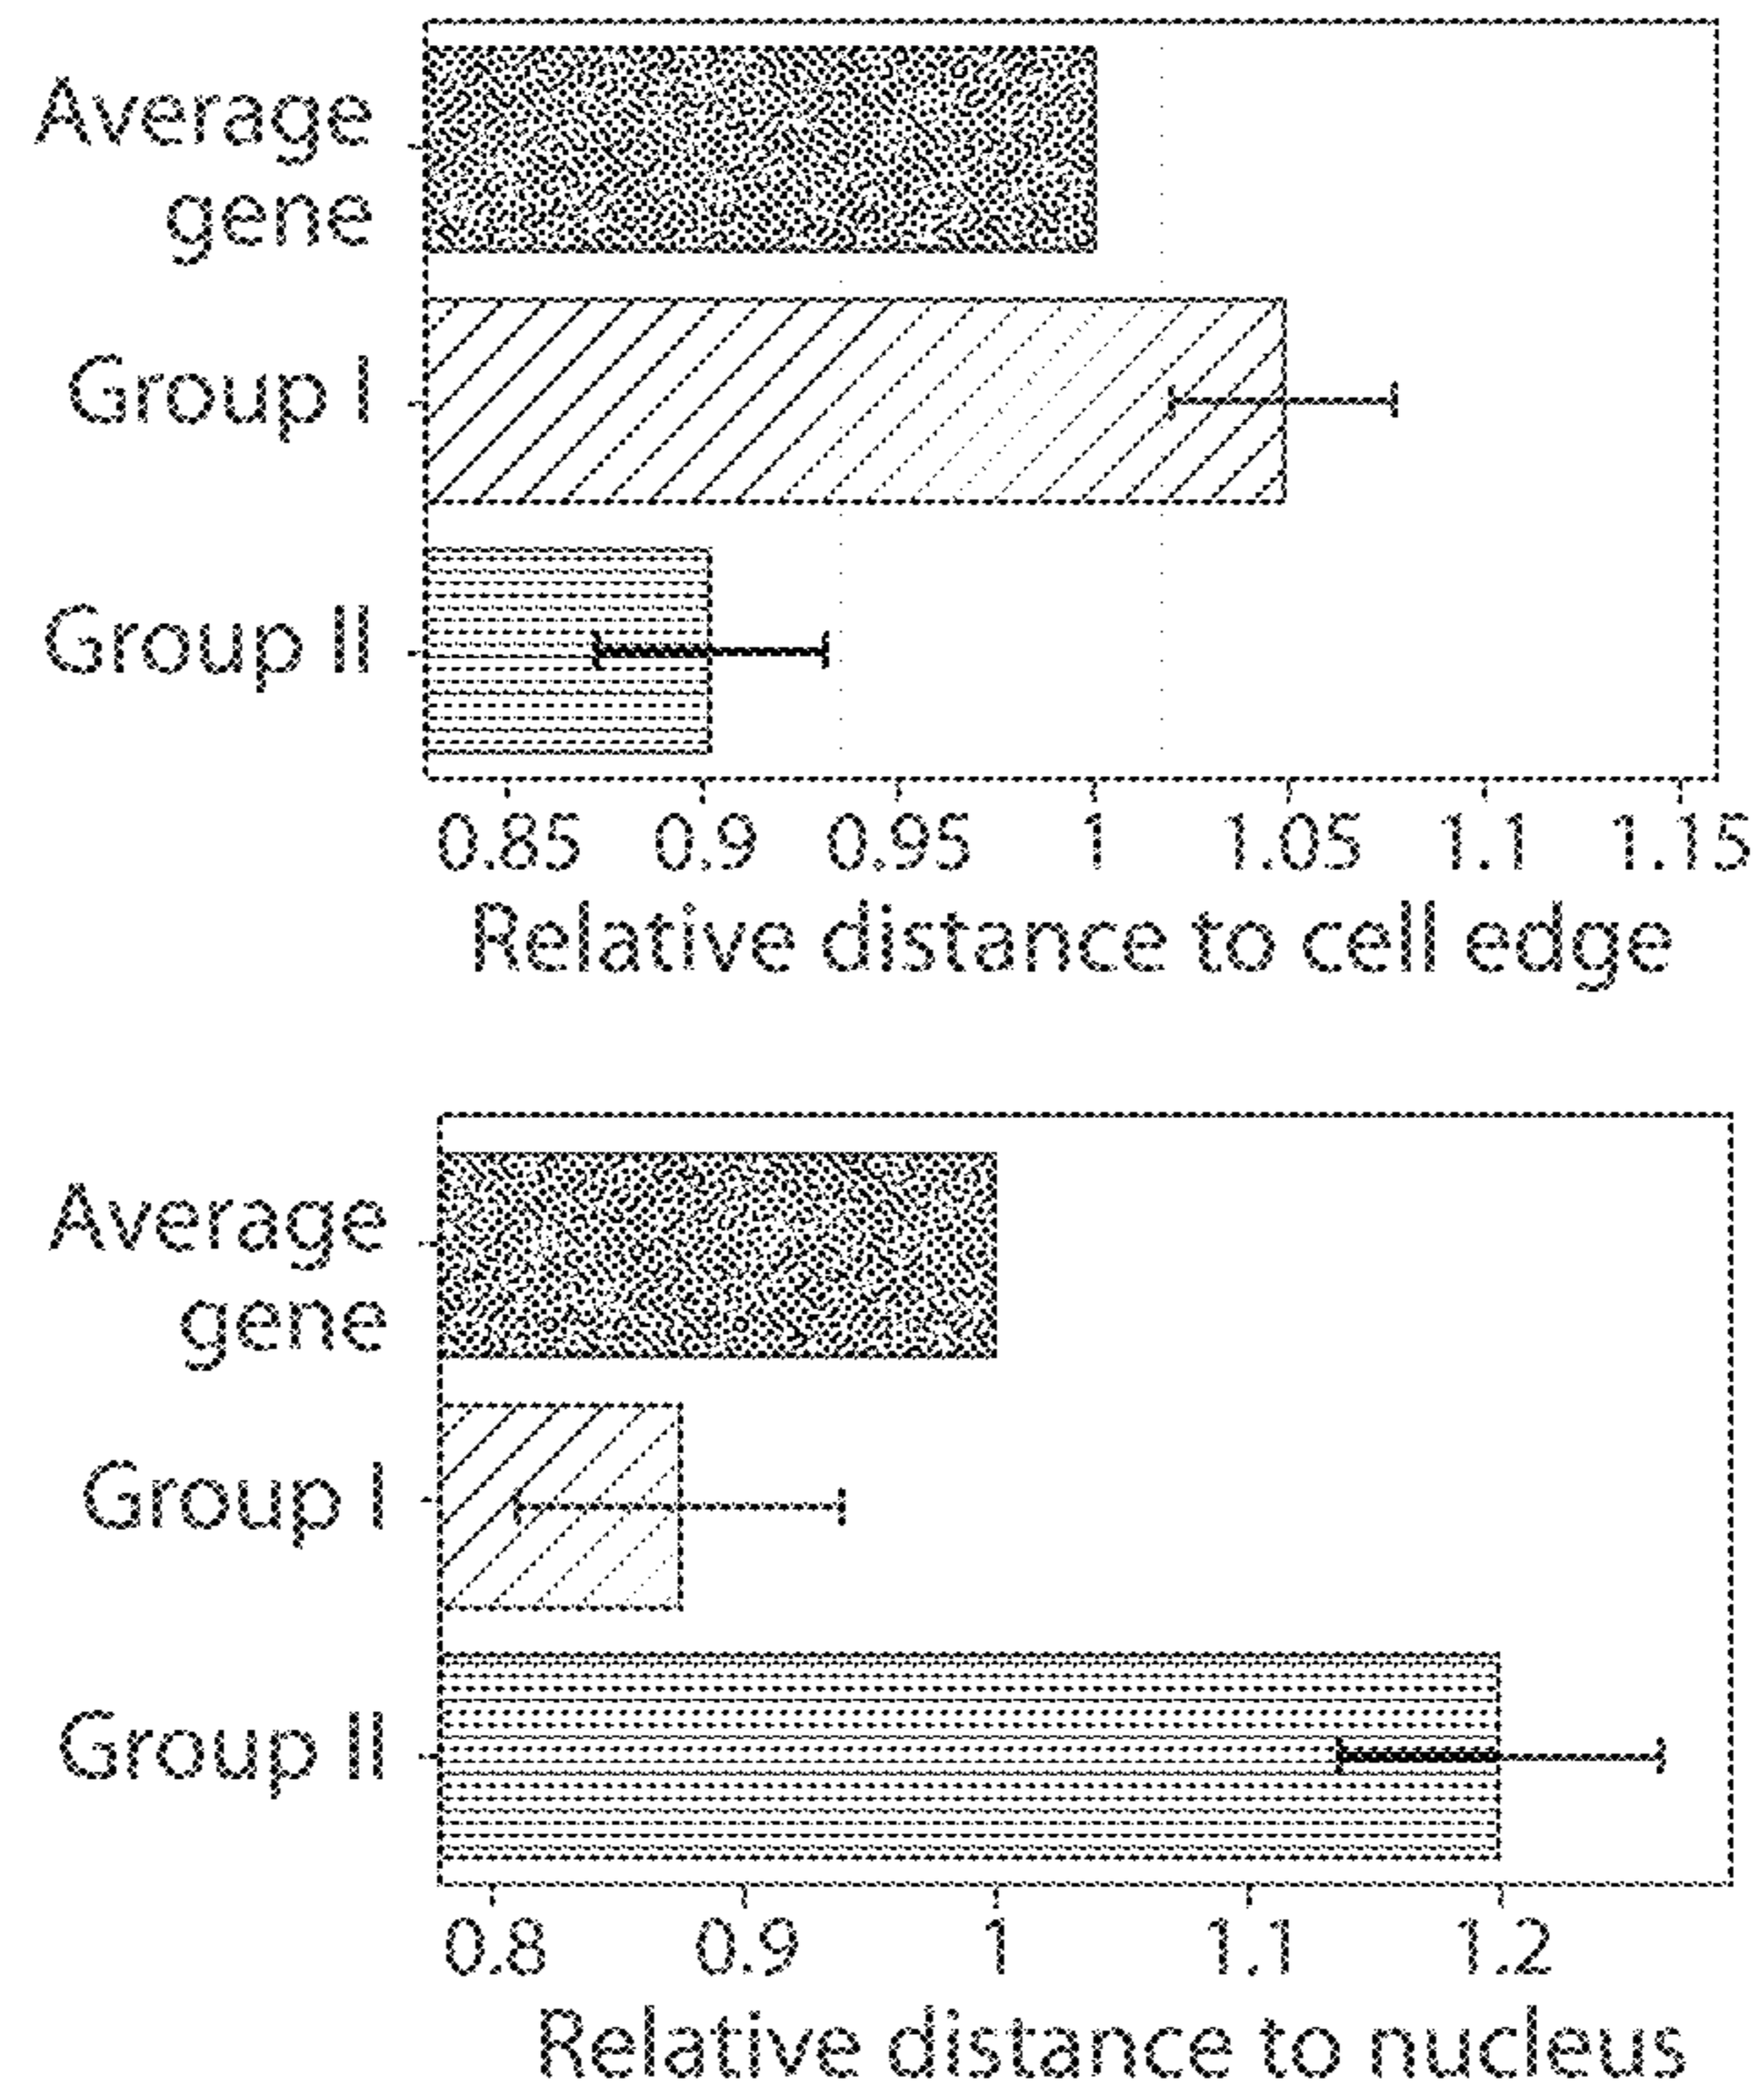 Average
gene
Group I
Group II
0.85 0.9 0.95 1 1.05 1.1 1.15
Relative distance to cell edge
Average
gene
Group I
Group II
0.8 0.9 1 1.1 1.2
Relative distance to nucleus